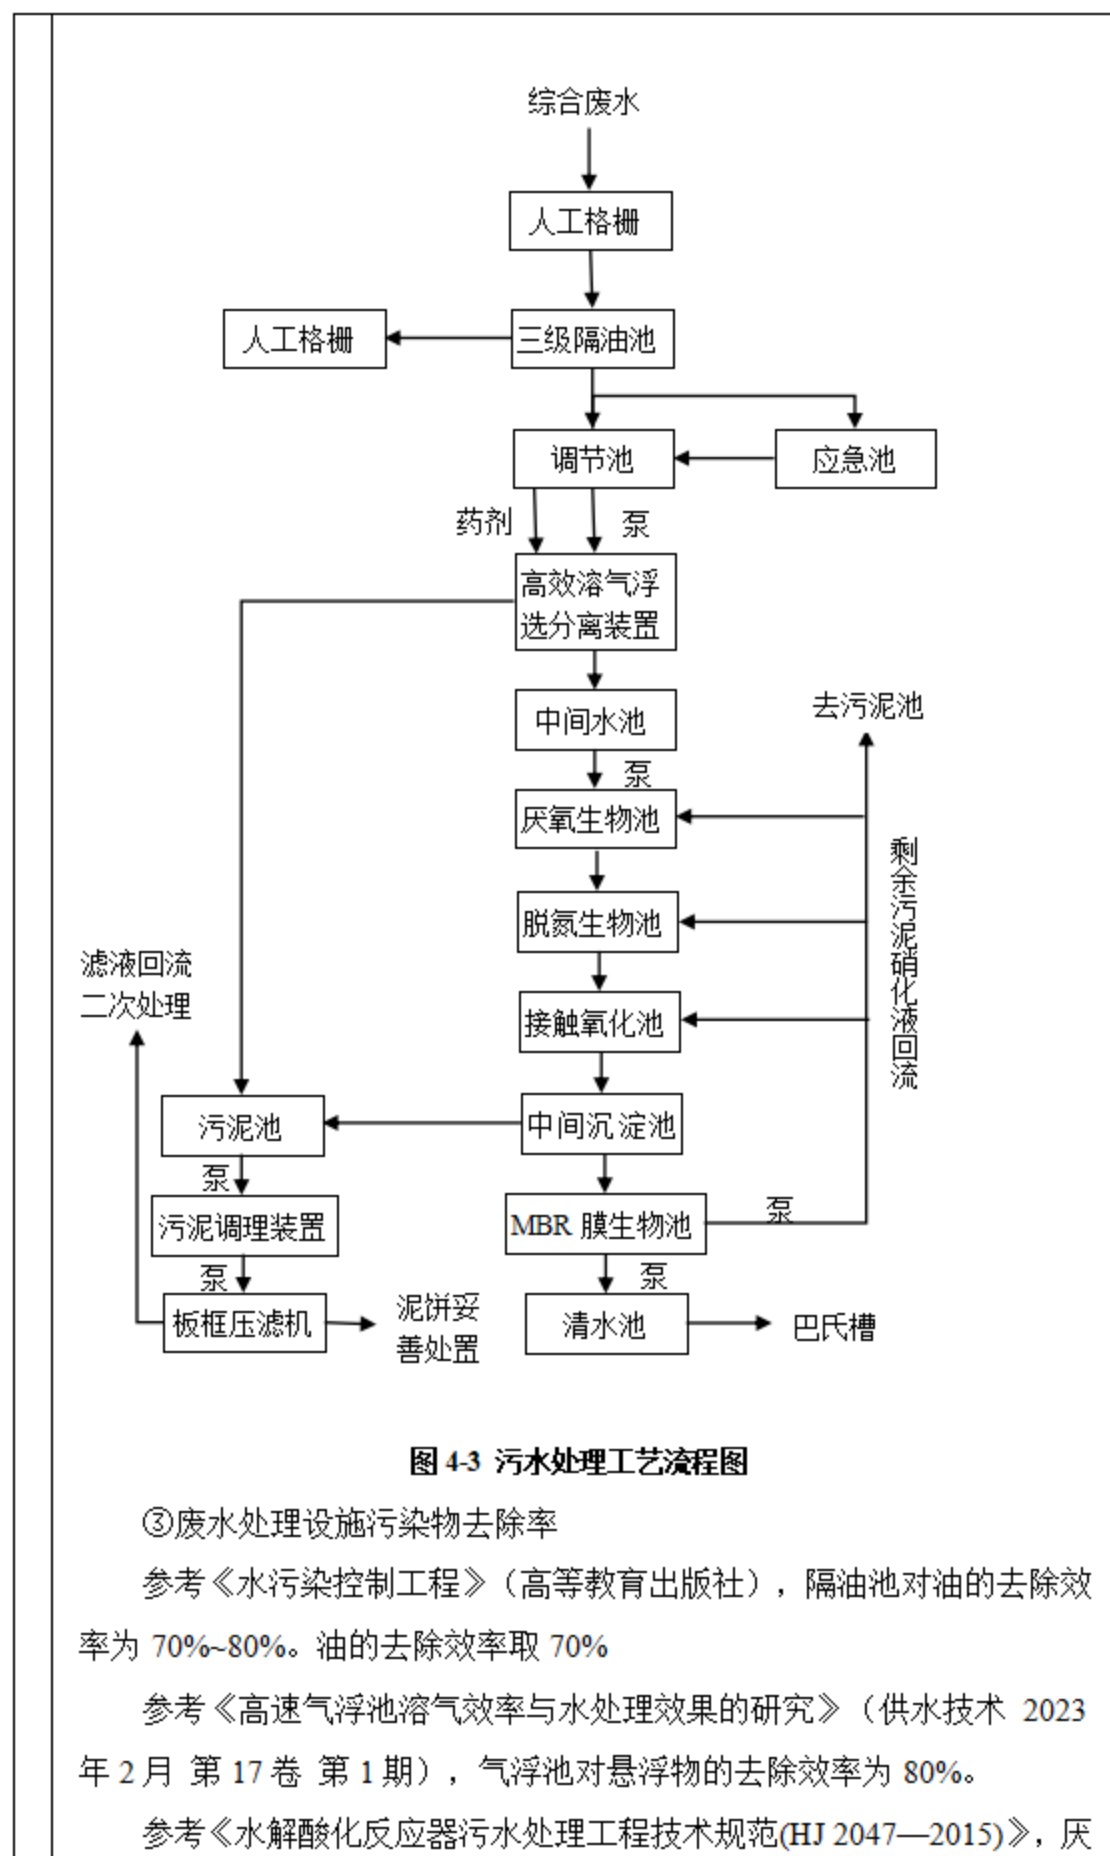 综合废水
人工格栅
人工格栅
三级隔油池
调节池
应急池
药剂
泵
高效溶气浮
选分离装置
中间水池
去污泥池
泵
厌氧生物池
剩余污泥硝化液回流
脱氮生物池
滤液回流
二次处理
接触氧化池
污泥池
中间沉淀池
泵
污泥调理装置
MBR 膜生物池
泵
泵
泵
板框压滤机
泥饼妥
善处置
清水池
巴氏槽
图 4-3 污水处理工艺流程图
③废水处理设施污染物去除率
参考《水污染控制工程》（高等教育出版社），隔油池对油的去除效
率为 70%~80%。油的去除效率取 70%
参考《高速气浮池溶气效率与水处理效果的研究》（供水技术 2023
年 2 月 第 17 卷 第 1 期），气浮池对悬浮物的去除效率为 80%。
参考《水解酸化反应器污水处理工程技术规范(HJ 2047—2015)》，厌